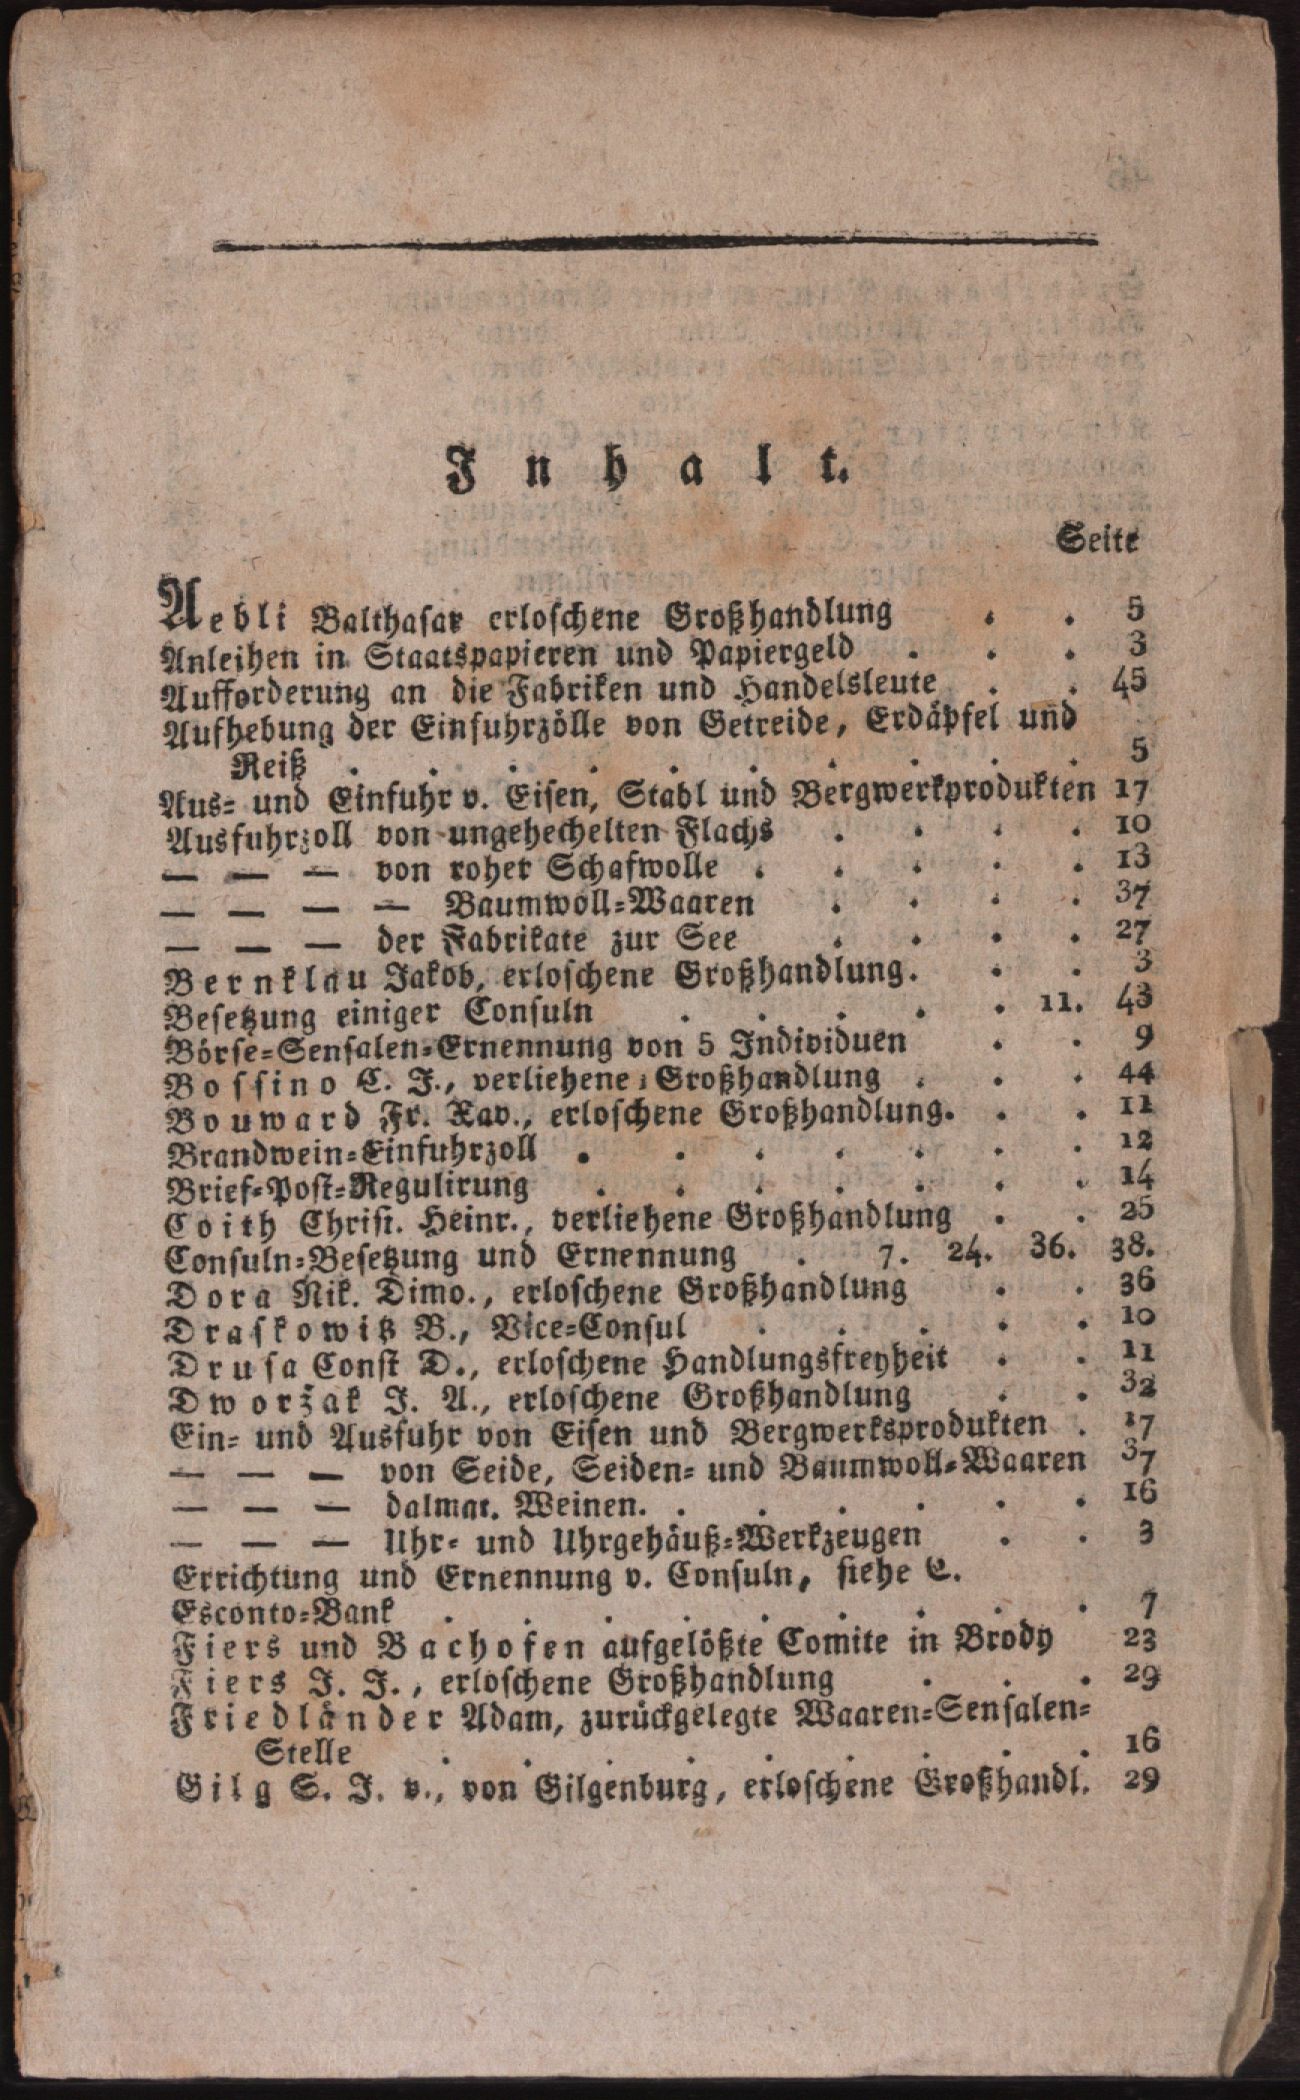 Inhalt.
Seite
Aebli Balthasar erloschene Großhandlung . . 5
Anleihen in Staatspapieren und Papiergeld . . . 3
Aufforderung an die Fabriken und Handelsleute . . 45
Aufhebung der Einfuhrzölle von Getreide, Erdäpfel und
Reiß . . . . . . . . . . 5
Aus- und Einfuhr v. Eisen, Stahl und Bergwerkprodukten 17
Ausfuhrzoll von ungehechelten Flachs . . . . 10
— — — von roher Schafwolle . . . . . 13
— — — — Baumwoll-Waaren . . . . 37
— — — der Fabrikate zur See . . . . 27
Bernklau Jakob, erloschene Großhandlung. . . 3
Besetzung einiger Consuln . . . . . 11. 43
Börse-Sensalen-Ernennung von 5 Individuen . . 9
Bossino C. J., verliehene Großhandlung . . . 44
Bouward Fr. Xav., erloschene Großhandlung. . . 11
Brandwein-Einfuhrzoll . . . . . . . 12
Brief-Post-Regulirung . . . . . . . 14
Coith Christ. Heinr., verliehene Großhandlung . . 25
Consuln-Besetzung und Ernennung . 7. 24. 36. 38.
Dora Nik. Dimo., erloschene Großhandlung . . 36
Draskowitz B., Vice-Consul . . . . . 10
Drusa Const D., erloschene Handlungsfreyheit . . 11
Dworžak J. A., erloschene Großhandlung . . 32
Ein- und Ausfuhr von Eisen und Bergwerksprodukten . 17
— — — von Seide, Seiden- und Baumwoll-Waaren 37
— — — dalmat. Weinen. . . . . . . 16
— — — Uhr- und Uhrgehäuß-Werkzeugen . . 3
Errichtung und Ernennung v. Consuln, siehe C.
Esconto-Bank . . . . . . . . . 7
Fiers und Bachofen aufgelößte Comite in Brody 23
Fiers J. J., erloschene Großhandlung . . . 29
Friedländer Adam, zurückgelegte Waaren-Sensalen-
Stelle . . . . . . . . . 16
Gilg S. J. v., von Gilgenburg, erloschene Großhandl. 29